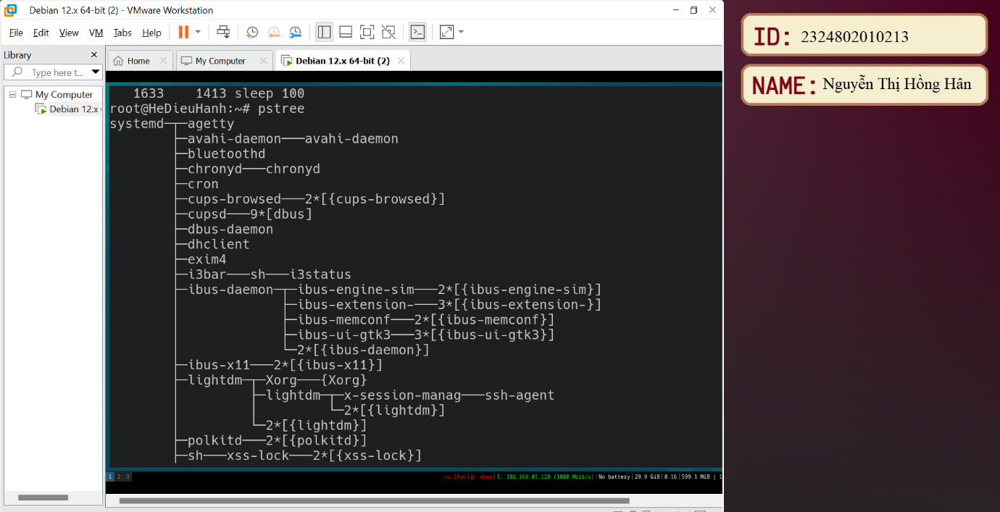 Debian 12.x 64-bit (2) - VMware Workstation
File Edit View VM Tabs Help
Library
Type here t...
My Computer
Debian 12.x
Home
My Computer
Debian 12.x 64-bit (2)
1633    1413 sleep 100
root@HeDieuHanh:~# pstree
systemd─┬─agetty
├─avahi-daemon───avahi-daemon
├─bluetoothd
├─chronyd───chronyd
├─cron
├─cups-browsed───2*[{cups-browsed}]
├─cupsd───9*[dbus]
├─dbus-daemon
├─dhclient
├─exim4
├─i3bar───sh───i3status
├─ibus-daemon─┬─ibus-engine-sim───2*[{ibus-engine-sim}]
│             ├─ibus-extension-───3*[{ibus-extension-}]
│             ├─ibus-memconf───2*[{ibus-memconf}]
│             ├─ibus-ui-gtk3───3*[{ibus-ui-gtk3}]
│             └─2*[{ibus-daemon}]
├─ibus-x11───2*[{ibus-x11}]
├─lightdm─┬─Xorg───{Xorg}
│         ├─lightdm─┬─x-session-manag───ssh-agent
│         │         └─2*[{lightdm}]
│         └─2*[{lightdm}]
├─polkitd───2*[{polkitd}]
├─sh───xss-lock───2*[{xss-lock}]
1 2 3
no IPv6|W: down|E: 192.168.85.128 (1000 Mbit/s)|No battery|29.9 GiB|0.16|599.1 MiB | 1
ID: 2324802010213
NAME: Nguyễn Thị Hồng Hân